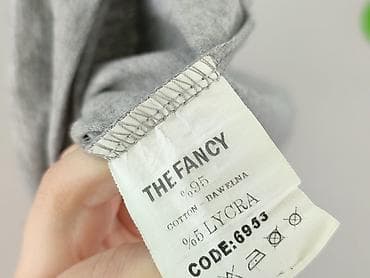 THE FANCY
%95
COTTON - BAWEŁNA
%5 LYCRA
CODE:6953